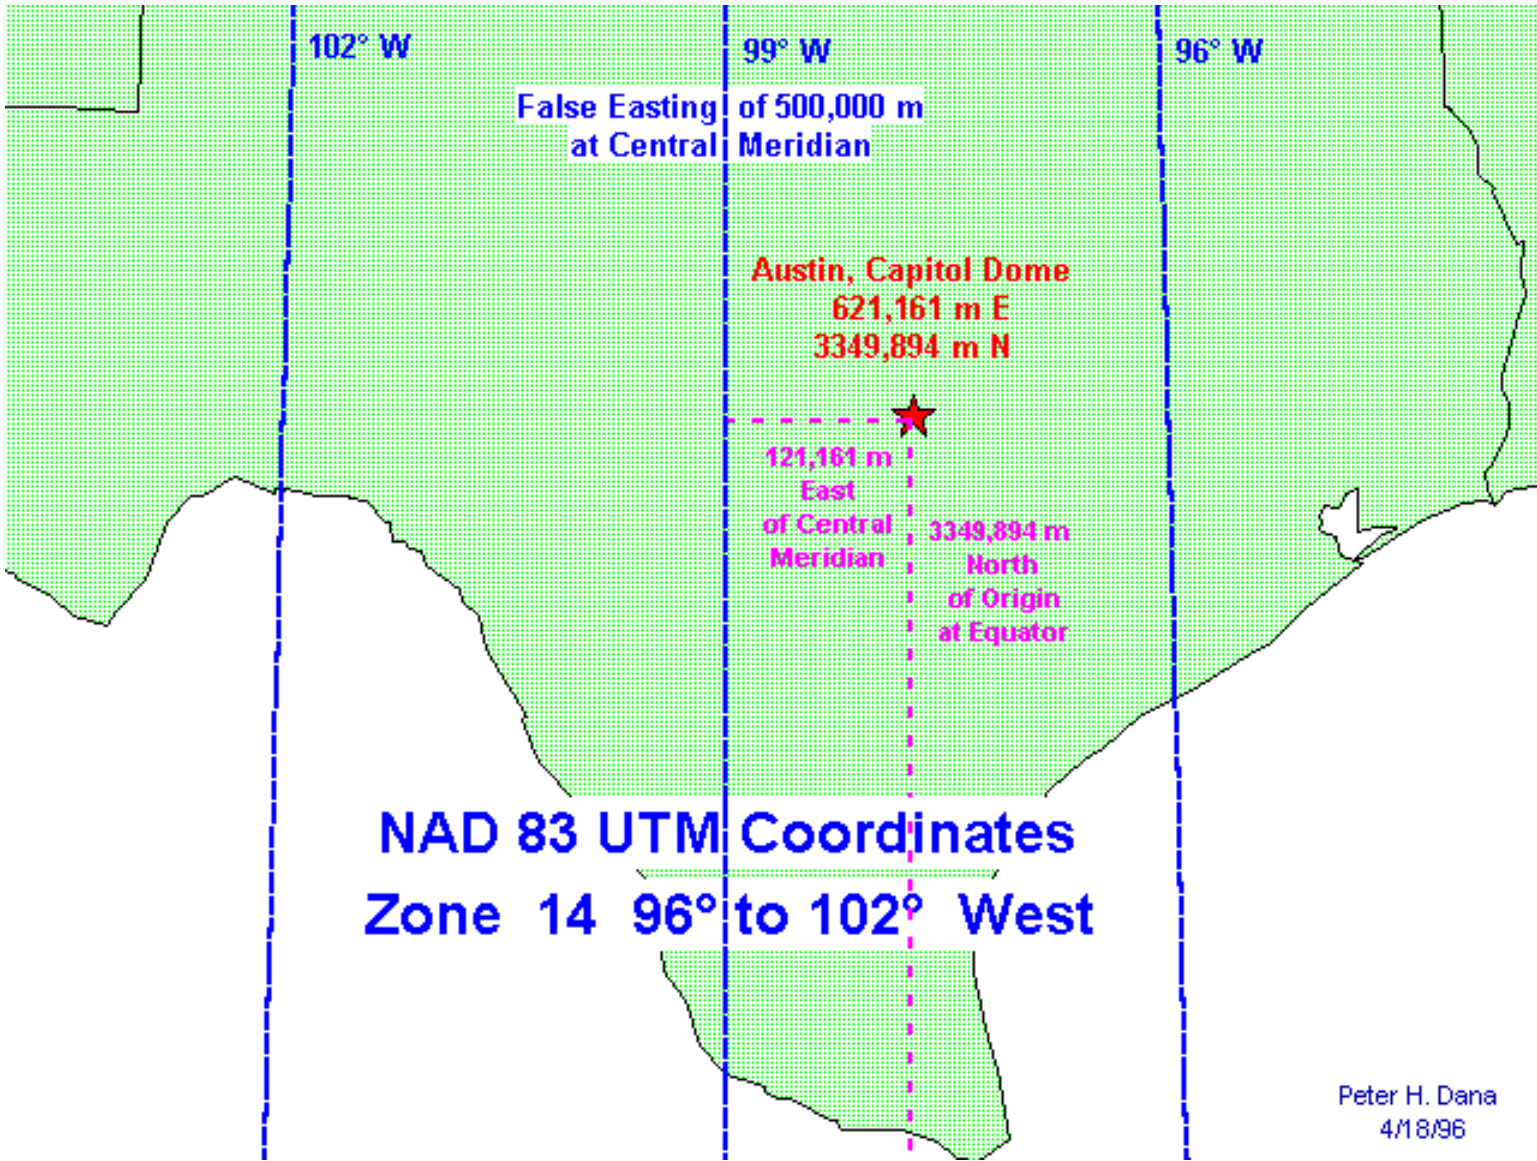 102° W
99° W
96° W
False Easting of 500,000 m
at Central Meridian
Austin, Capitol Dome
621,161 m E
3349,894 m N
121,161 m
East
of Central
Meridian
3349,894 m
North
of Origin
at Equator
NAD 83 UTM Coordinates
Zone 14 96° to 102° West
Peter H. Dana
4/18/96